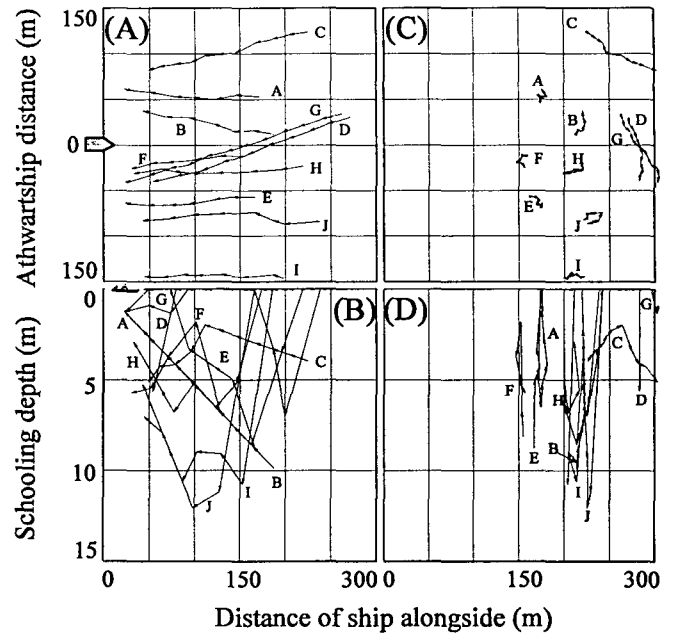 150 (A) (C)
C C
A A
G
B B G D
D
0 F F H
H
E E
J J
I I
150
Athwartship distance (m)
0 G (B) (D) G
A D F A
H E C C
5 F H D
B E B
10 I I
J J
15
Schooling depth (m)
0 150 300 0 150 300
Distance of ship alongside (m)